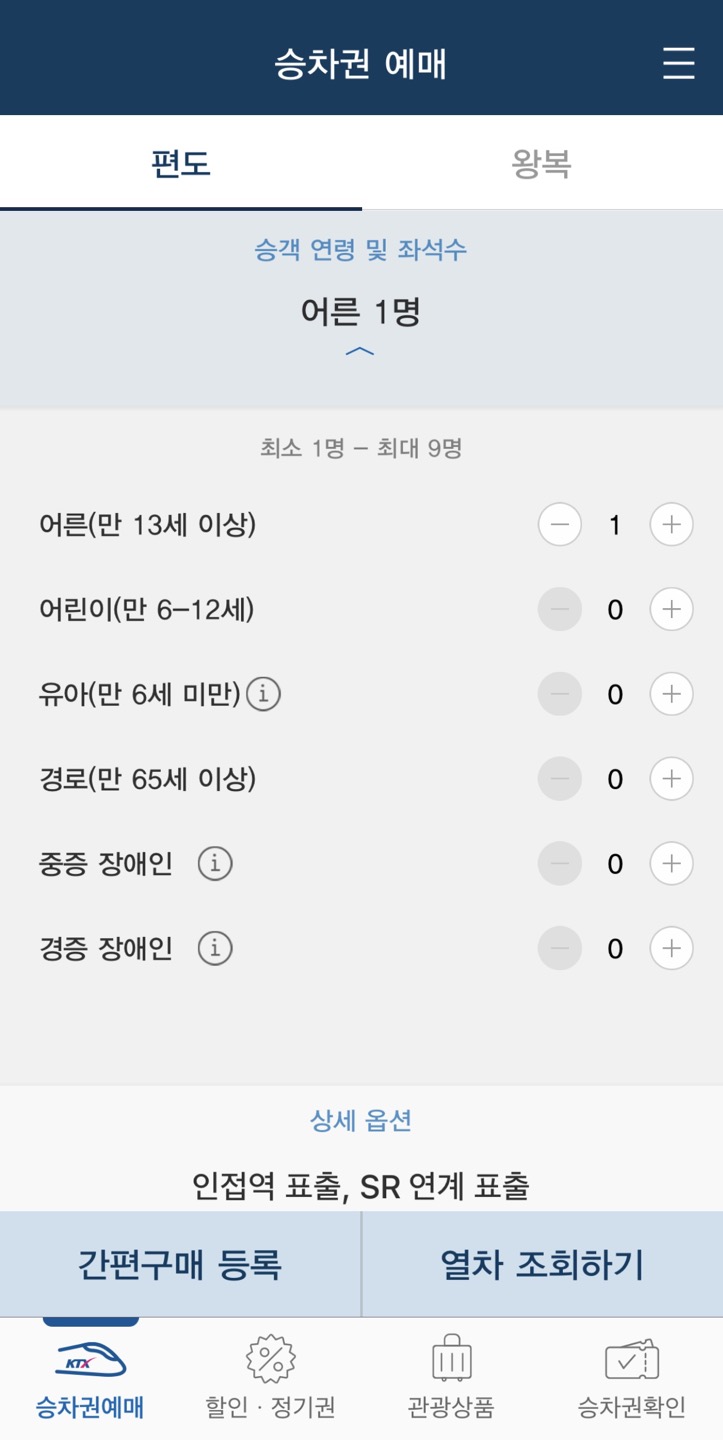 승차권 예매
편도
왕복
승객 연령 및 좌석수
어른 1명
최소 1명 – 최대 9명
어른(만 13세 이상)
1
어린이(만 6–12세)
0
유아(만 6세 미만)
0
경로(만 65세 이상)
0
중증 장애인
0
경증 장애인
0
상세 옵션
인접역 표출, SR 연계 표출
간편구매 등록
열차 조회하기
KTX
승차권예매
할인 · 정기권
관광상품
승차권확인